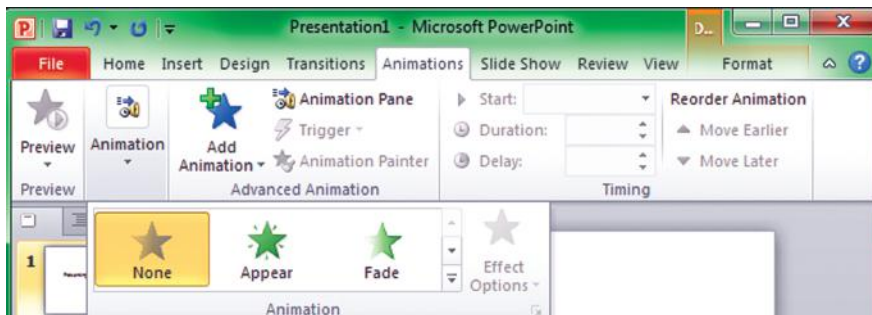 Presentation1 - Microsoft PowerPoint D...
File Home Insert Design Transitions Animations Slide Show Review View Format
Animation Pane Start: Reorder Animation
Trigger Duration: Move Earlier
Preview Animation Add Animation Animation Painter Delay: Move Later
Preview Advanced Animation Timing
1
None Appear Fade Effect Options
Animation